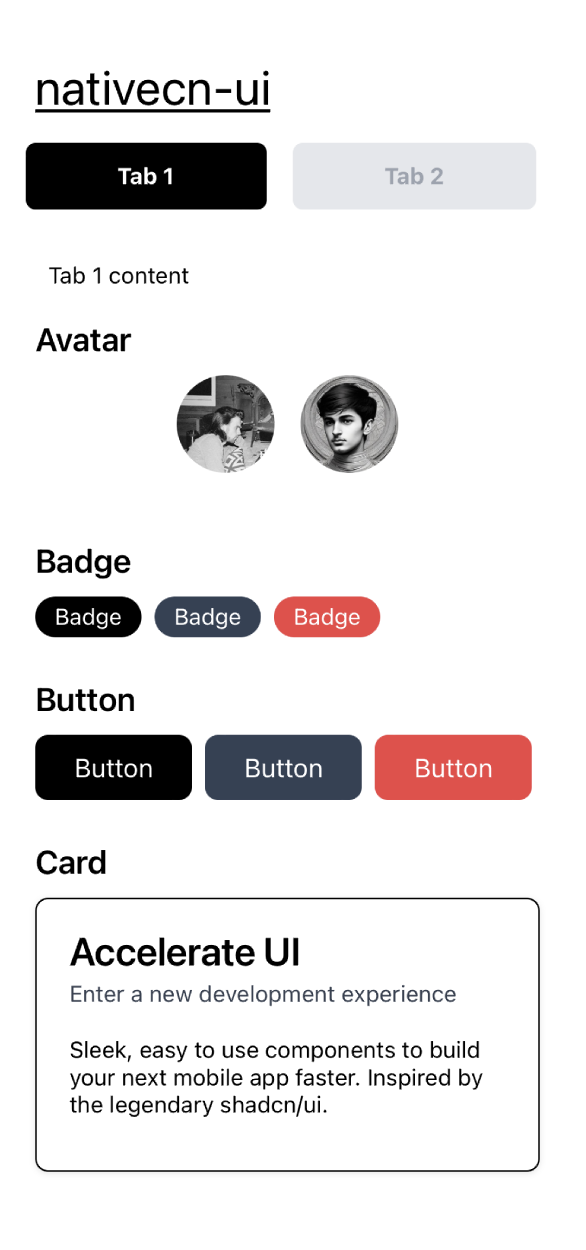 nativecn-ui
Tab 1
Tab 2
Tab 1 content
Avatar
Badge
Badge
Badge
Badge
Button
Button
Button
Button
Card
Accelerate UI
Enter a new development experience
Sleek, easy to use components to build
your next mobile app faster. Inspired by
the legendary shadcn/ui.